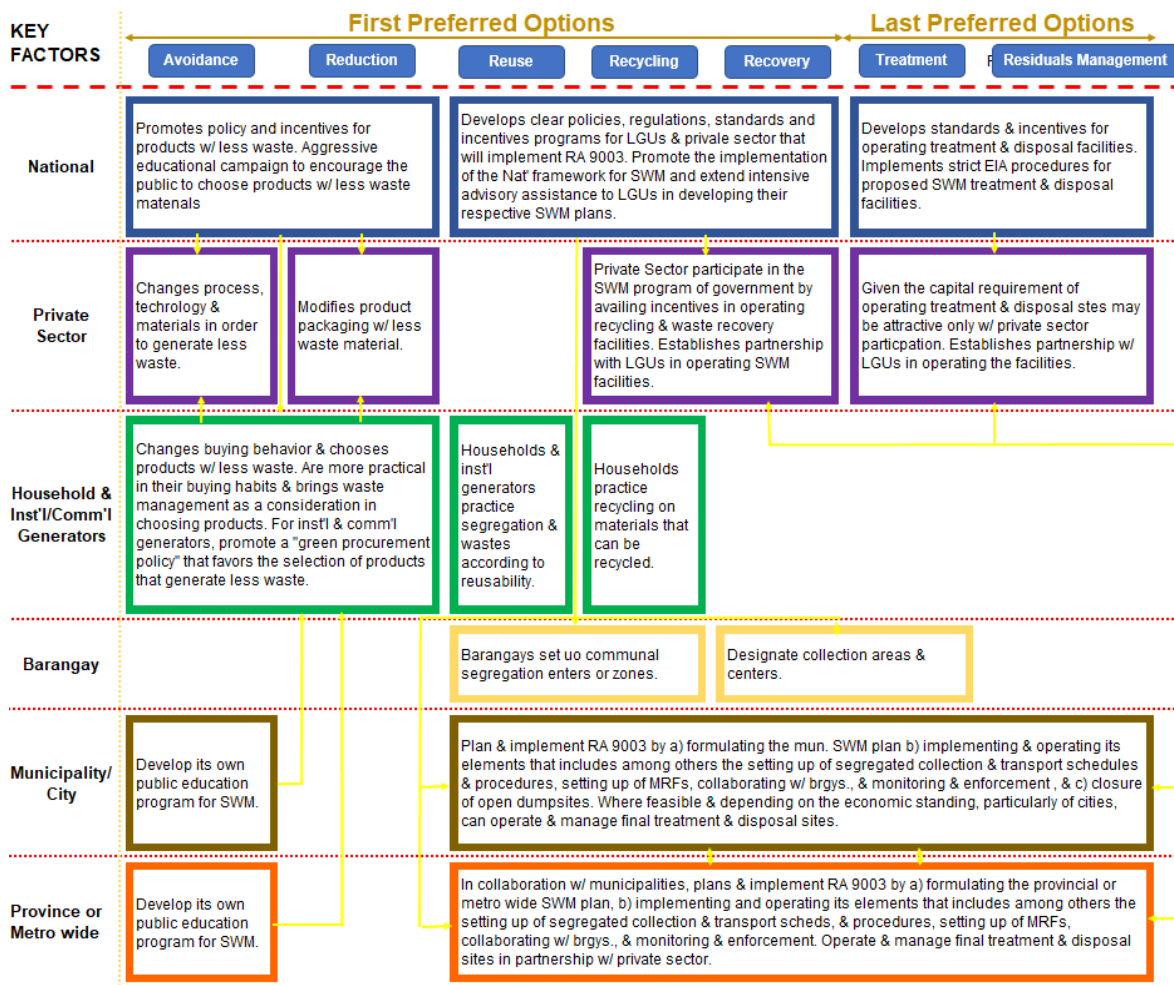 KEY
FACTORS
First Preferred Options
Last Preferred Options
Avoidance
Reduction
Reuse
Recycling
Recovery
Treatment
Residuals Management
National
Promotes policy and incentives for
products w/ less waste. Aggressive
educational campaign to encourage the
public to choose products w/ less waste
materials
Develops clear policies, regulations, standards and
incentives programs for LGUs & private sector that
will implement RA 9003. Promote the implementation
of the Nat' framework for SWM and extend intensive
advisory assistance to LGUs in developing their
respective SWM plans.
Develops standards & incentives for
operating treatment & disposal facilities.
Implements strict EIA procedures for
proposed SWM treatment & disposal
facilities.
Private
Sector
Changes process,
technology &
materials in order
to generate less
waste.
Modifies product
packaging w/ less
waste material.
Private Sector participate in the
SWM program of government by
availing incentives in operating
recycling & waste recovery
facilities. Establishes partnership
with LGUs in operating SWM
facilities.
Given the capital requirement of
operating treatment & disposal stes may
be attractive only w/ private sector
particpation. Establishes partnership w/
LGUs in operating the facilities.
Household &
Inst'l/Comm'l
Generators
Changes buying behavior & chooses
products w/ less waste. Are more practical
in their buying habits & brings waste
management as a consideration in
choosing products. For inst'l & comm'l
generators, promote a "green procurement
policy" that favors the selection of products
that generate less waste.
Households &
inst'l
generators
practice
segregation &
wastes
according to
reusability.
Households
practice
recycling on
materials that
can be
recycled.
Barangay
Barangays set uo communal
segregation enters or zones.
Designate collection areas &
centers.
Municipality/
City
Develop its own
public education
program for SWM.
Plan & implement RA 9003 by a) formulating the mun. SWM plan b) implementing & operating its
elements that includes among others the setting up of segregated collection & transport schedules
& procedures, setting up of MRFs, collaborating w/ brgys., & monitoring & enforcement , & c) closure
of open dumpsites. Where feasible & depending on the economic standing, particularly of cities,
can operate & manage final treatment & disposal sites.
Province or
Metro wide
Develop its own
public education
program for SWM.
In collaboration w/ municipalities, plans & implement RA 9003 by a) formulating the provincial or
metro wide SWM plan, b) implementing and operating its elements that includes among others the
setting up of segregated collection & transport scheds, & procedures, setting up of MRFs,
collaborating w/ brgys., & monitoring & enforcement. Operate & manage final treatment & disposal
sites in partnership w/ private sector.